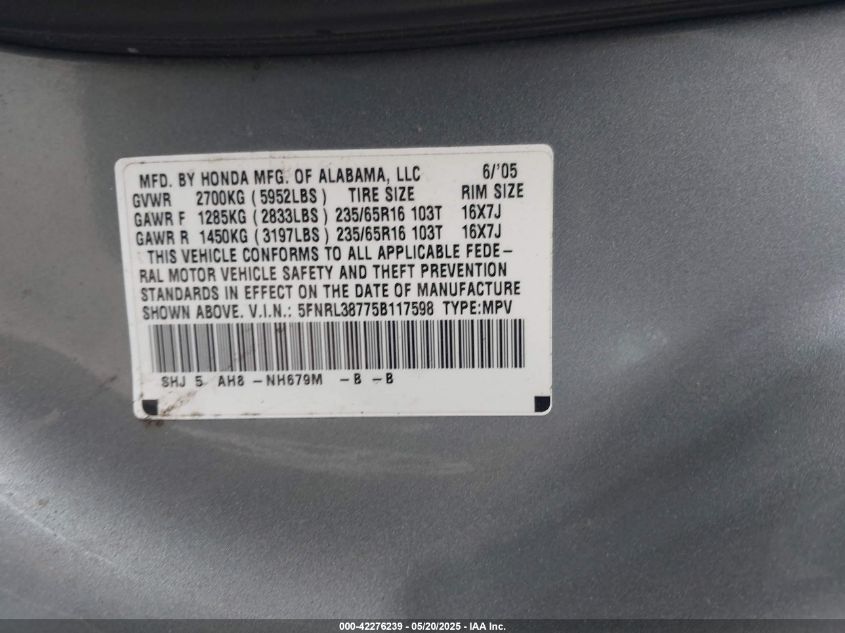 MFD. BY HONDA MFG. OF ALABAMA, LLC 6/'05
GVWR 2700KG (5952LBS) TIRE SIZE RIM SIZE
GAWR F 1285KG (2833LBS) 235/65R16 103T 16X7J
GAWR R 1450KG (3197LBS) 235/65R16 103T 16X7J
THIS VEHICLE CONFORMS TO ALL APPLICABLE FEDE-
RAL MOTOR VEHICLE SAFETY AND THEFT PREVENTION
STANDARDS IN EFFECT ON THE DATE OF MANUFACTURE
SHOWN ABOVE. V.I.N.: 5FNRL38775B117598 TYPE:MPV
SHJ 5 AH8 -NH679M -B -B
000-42276239 - 05/20/2025 - IAA Inc.